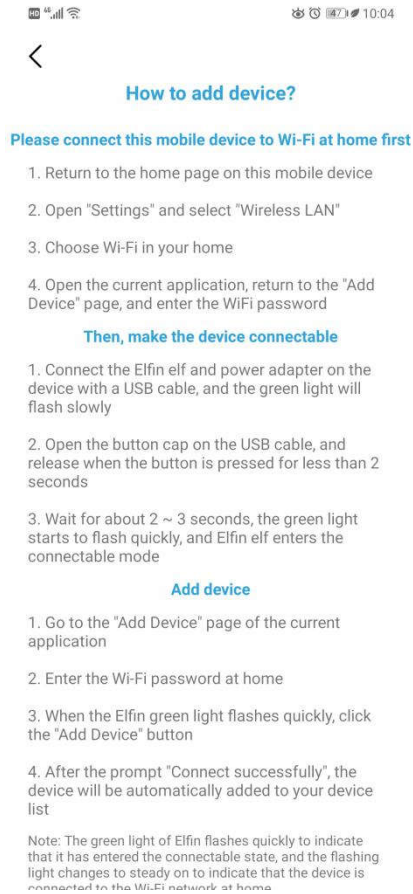 HD 4G 47 10:04
How to add device?
Please connect this mobile device to Wi-Fi at home first
1. Return to the home page on this mobile device
2. Open "Settings" and select "Wireless LAN"
3. Choose Wi-Fi in your home
4. Open the current application, return to the "Add
Device" page, and enter the WiFi password
Then, make the device connectable
1. Connect the Elfin elf and power adapter on the
device with a USB cable, and the green light will
flash slowly
2. Open the button cap on the USB cable, and
release when the button is pressed for less than 2
seconds
3. Wait for about 2 ~ 3 seconds, the green light
starts to flash quickly, and Elfin elf enters the
connectable mode
Add device
1. Go to the "Add Device" page of the current
application
2. Enter the Wi-Fi password at home
3. When the Elfin green light flashes quickly, click
the "Add Device" button
4. After the prompt "Connect successfully", the
device will be automatically added to your device
list
Note: The green light of Elfin flashes quickly to indicate
that it has entered the connectable state, and the flashing
light changes to steady on to indicate that the device is
connected to the Wi-Fi network at home